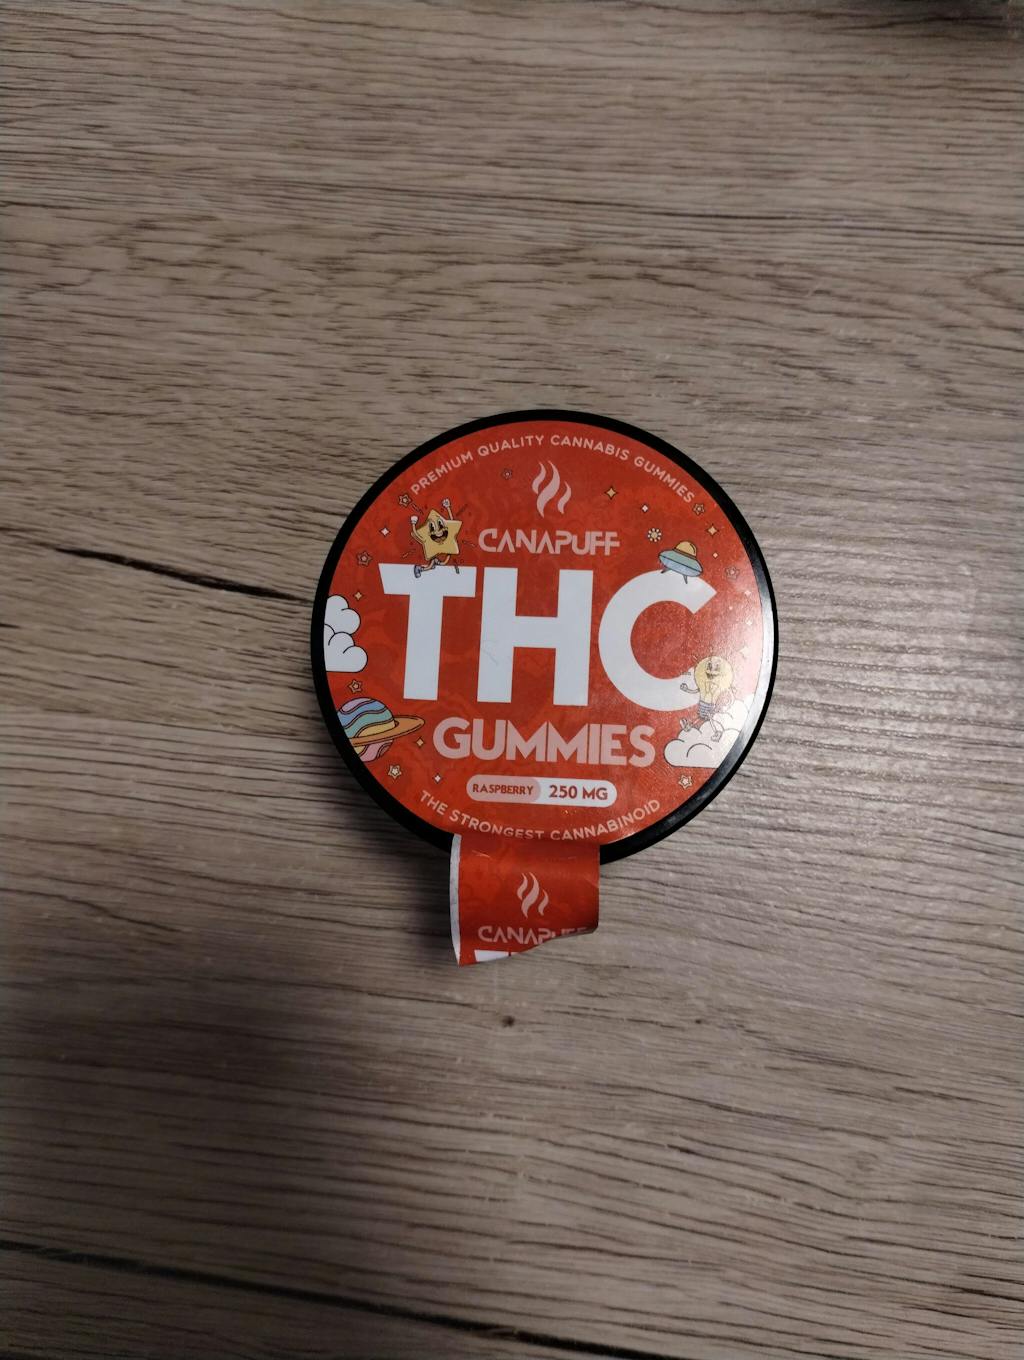 PREMIUM QUALITY CANNABIS GUMMIES
CANAPUFF
THC
GUMMIES
RASPBERRY 250 MG
THE STRONGEST CANNABINOID
CANAPUFF